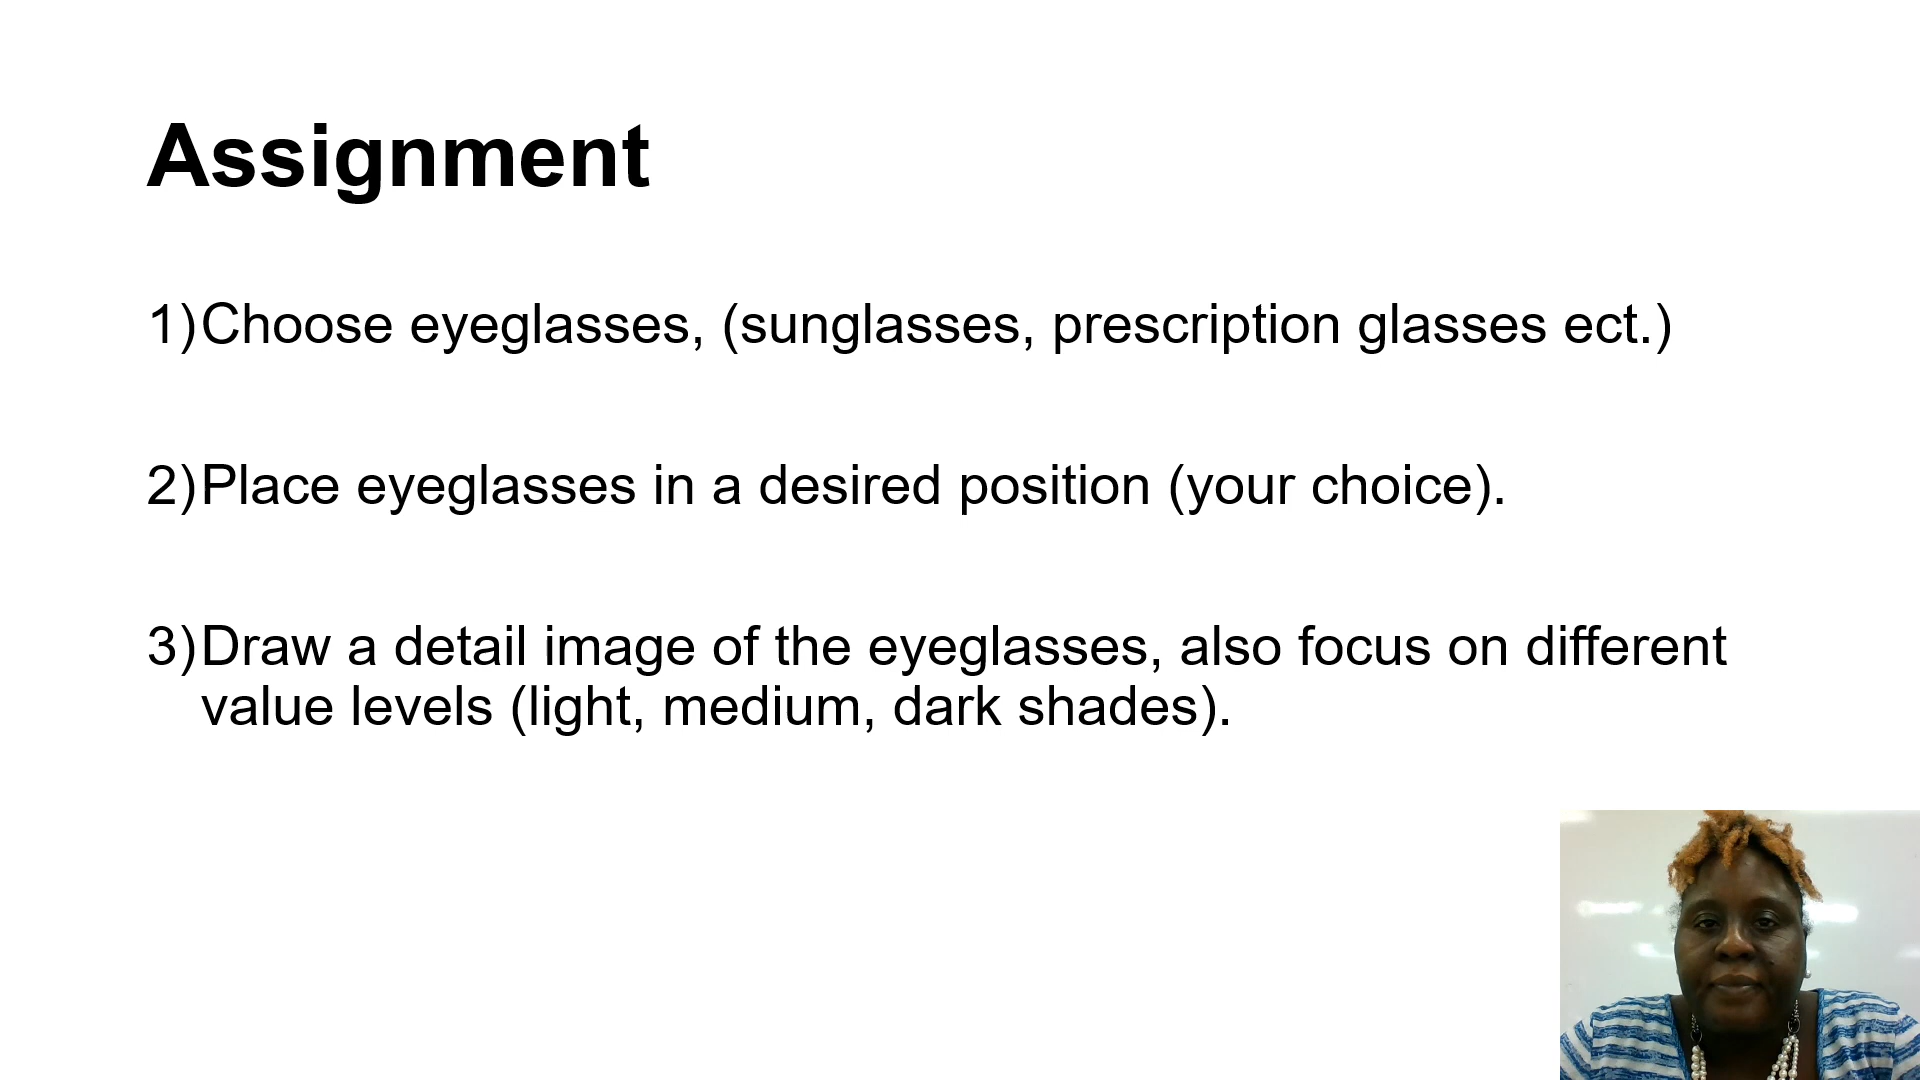 Assignment
1) Choose eyeglasses, (sunglasses, prescription glasses ect.)
2) Place eyeglasses in a desired position (your choice).
3) Draw a detail image of the eyeglasses, also focus on different
value levels (light, medium, dark shades).